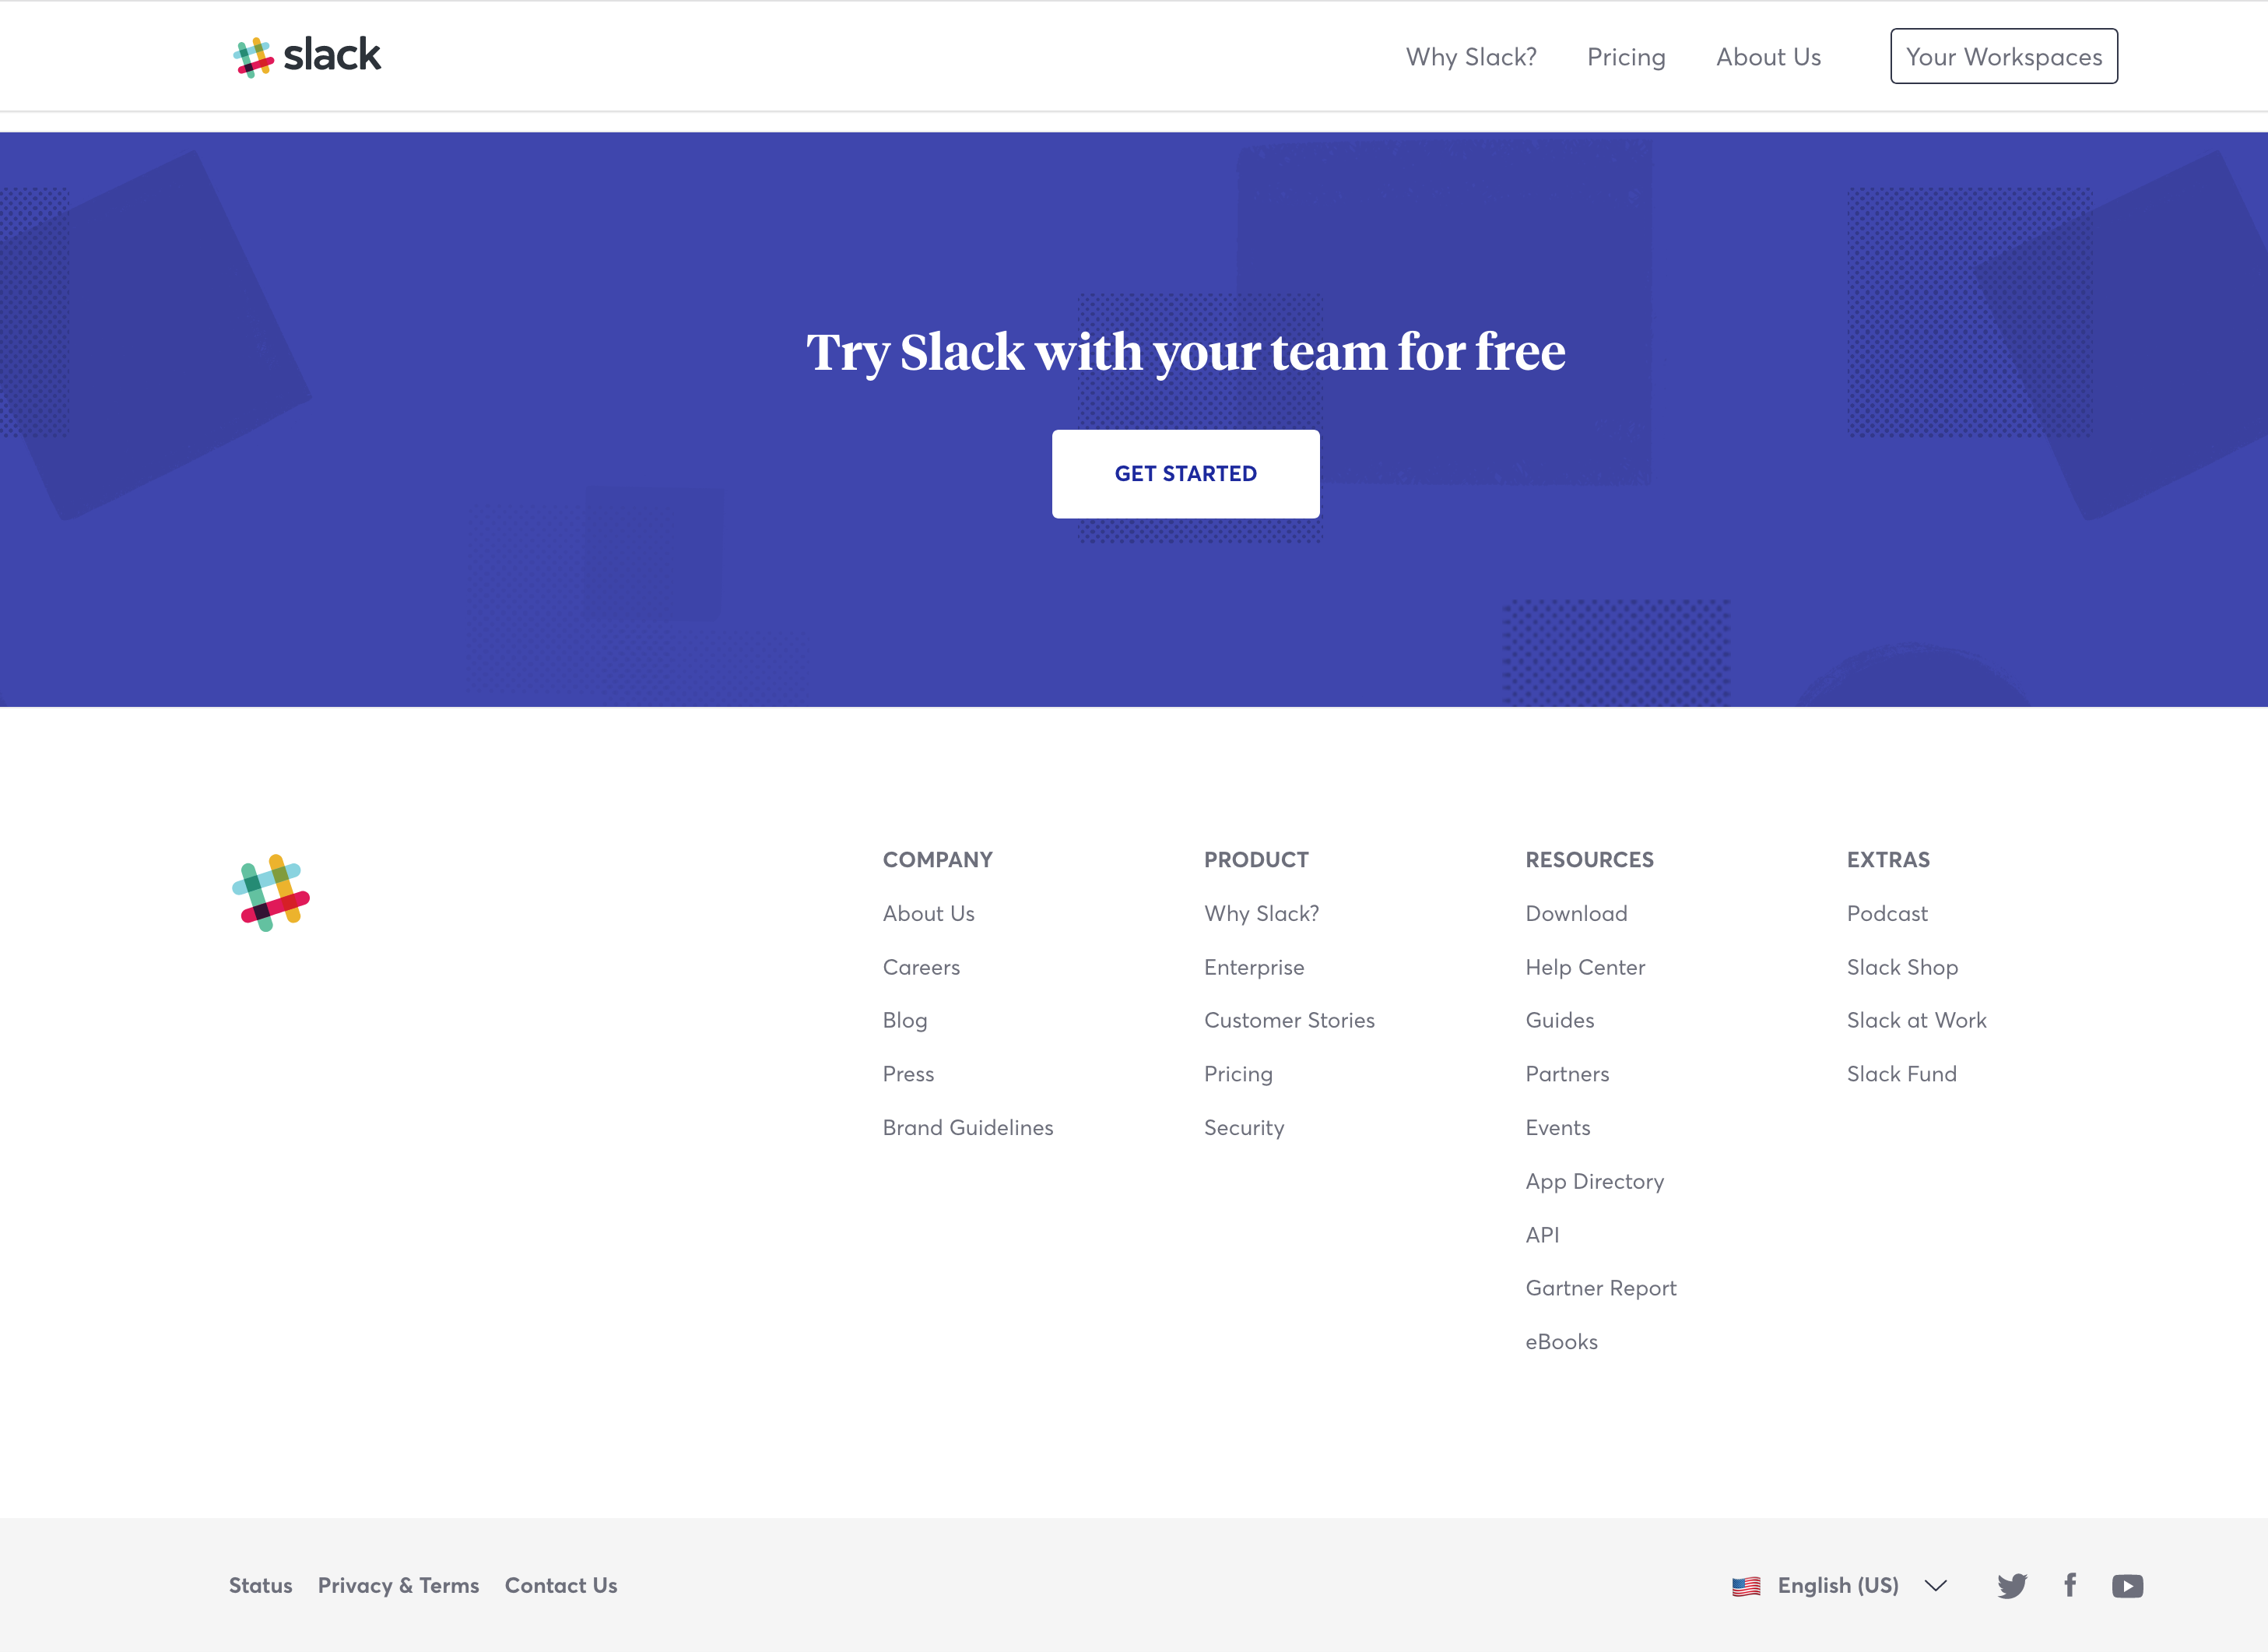 slack
Why Slack?
Pricing
About Us
Your Workspaces
Try Slack with your team for free
GET STARTED
COMPANY
About Us
Careers
Blog
Press
Brand Guidelines
PRODUCT
Why Slack?
Enterprise
Customer Stories
Pricing
Security
RESOURCES
Download
Help Center
Guides
Partners
Events
App Directory
API
Gartner Report
eBooks
EXTRAS
Podcast
Slack Shop
Slack at Work
Slack Fund
Status
Privacy & Terms
Contact Us
English (US)